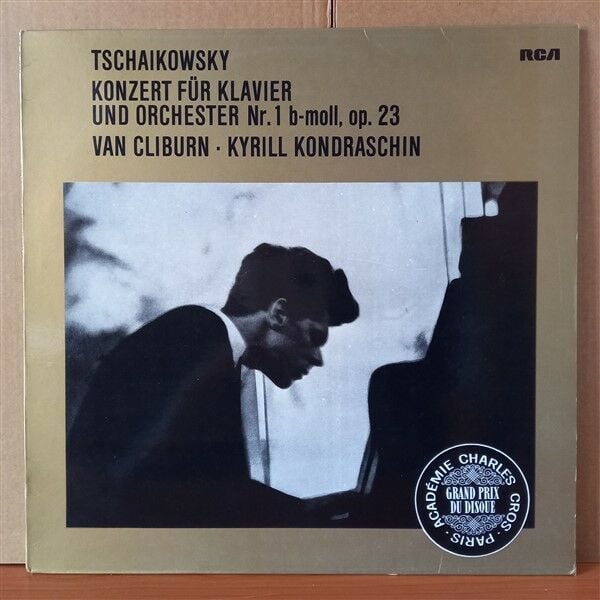 TSCHAIKOWSKY
RCA
KONZERT FÜR KLAVIER
UND ORCHESTER Nr. 1 b-moll, op. 23
VAN CLIBURN · KYRILL KONDRASCHIN
ACADÉMIE CHARLES CROS · PARIS ·
GRAND PRIX
DU DISQUE